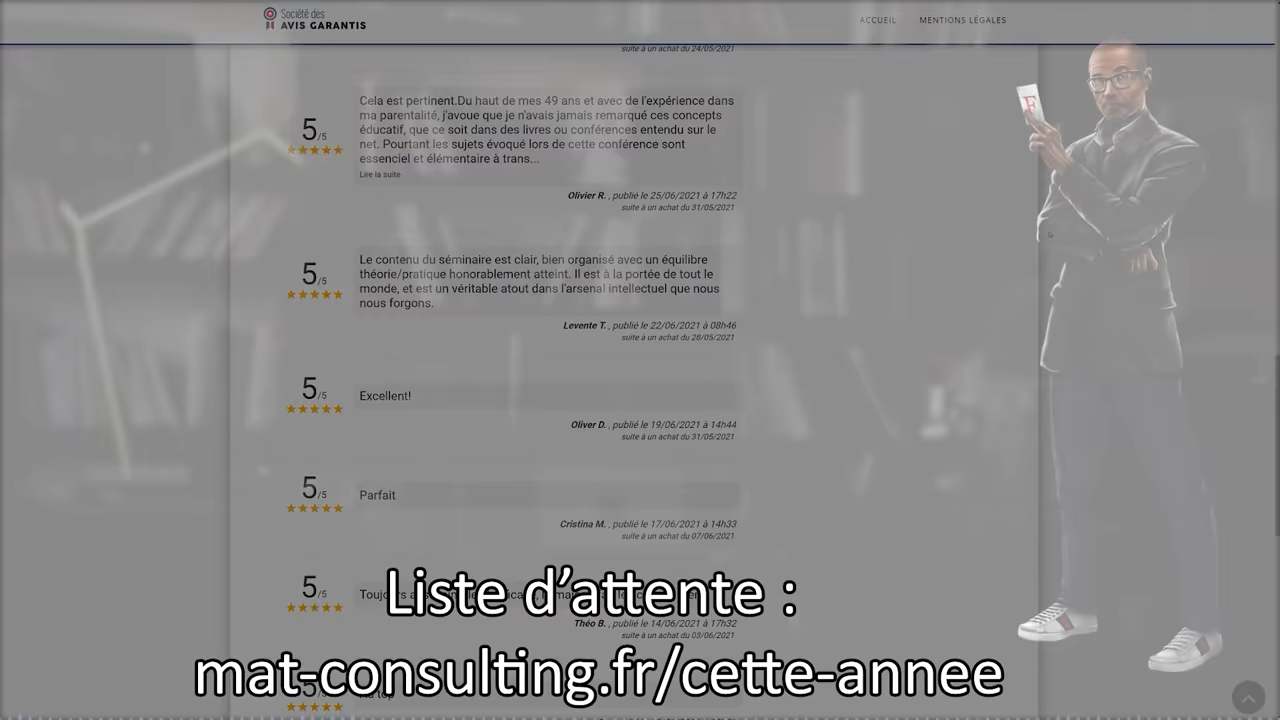 Société des
AVIS GARANTIS
ACCUEIL MENTIONS LÉGALES
suite à un achat du 24/05/2021
Cela est pertinent.Du haut de mes 49 ans et avec de l'expérience dans
ma parentalité, j'avoue que je n'avais jamais remarqué ces concepts
éducatif, que ce soit dans des livres ou conférences entendu sur le
net. Pourtant les sujets évoqué lors de cette conférence sont
essenciel et élémentaire à trans...
5/5
Lire la suite
Olivier R. , publié le 25/06/2021 à 17h22
suite à un achat du 31/05/2021
Le contenu du séminaire est clair, bien organisé avec un équilibre
théorie/pratique honorablement atteint. Il est à la portée de tout le
monde, et est un véritable atout dans l'arsenal intellectuel que nous
nous forgons.
5/5
Levente T. , publié le 22/06/2021 à 08h46
suite à un achat du 28/05/2021
5/5
Excellent!
Oliver D. , publié le 19/06/2021 à 14h44
suite à un achat du 31/05/2021
5/5
Parfait
Cristina M. , publié le 17/06/2021 à 14h33
suite à un achat du 07/06/2021
5/5
Liste d'attente :
Théo B. , publié le 14/06/2021 à 17h32
suite à un achat du 03/06/2021
mat-consulting.fr/cette-annee
F